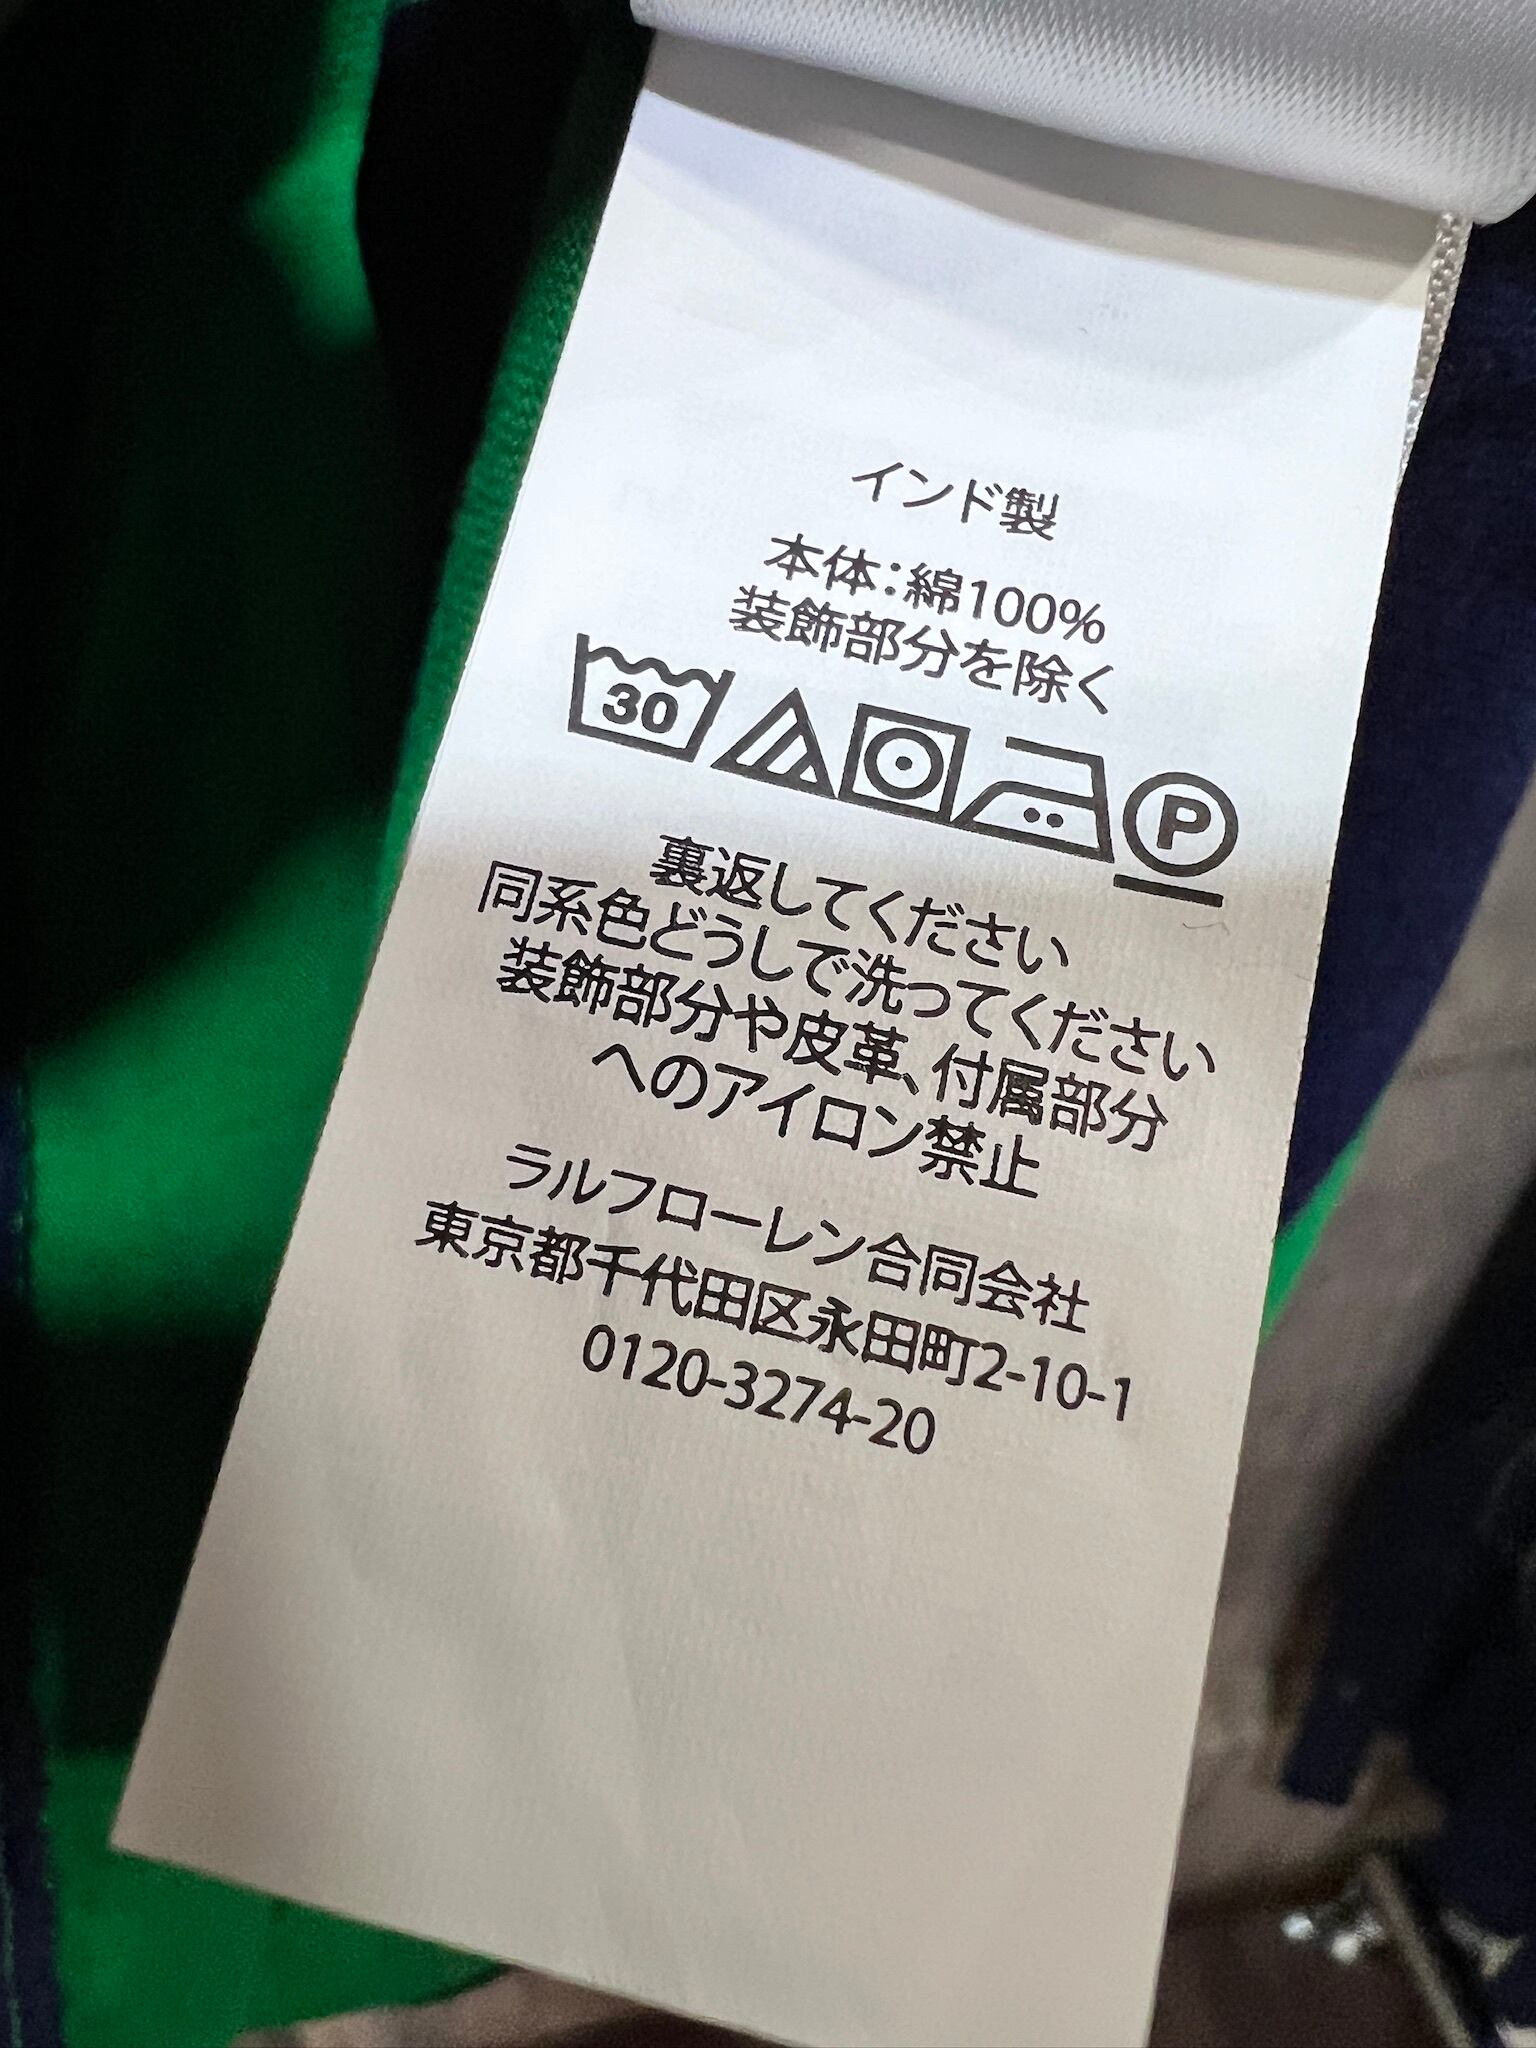 インド製
本体:綿100%
装飾部分を除く
30 P
裏返してください
同系色どうしで洗ってください
装飾部分や皮革、付属部分
へのアイロン禁止
ラルフローレン合同会社
東京都千代田区永田町2-10-1
0120-3274-20